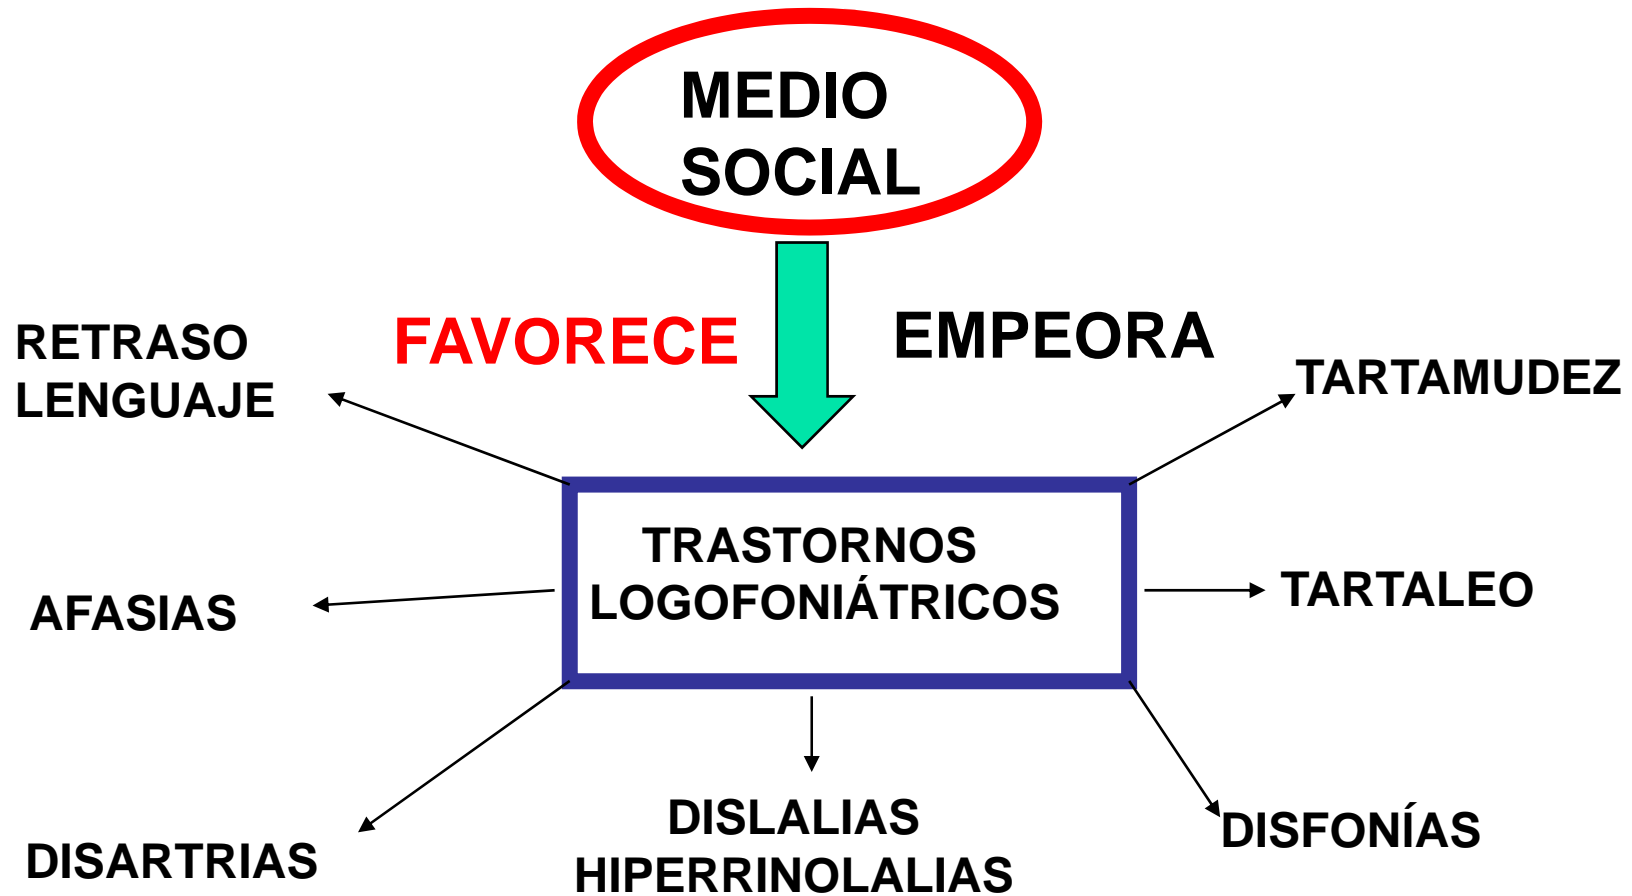 MEDIO
SOCIAL
FAVORECE
EMPEORA
RETRASO
LENGUAJE
TARTAMUDEZ
TRASTORNOS
LOGOFONIÁTRICOS
AFASIAS
TARTALEO
DISARTRIAS
DISLALIAS
HIPERRINOLALIAS
DISFONÍAS